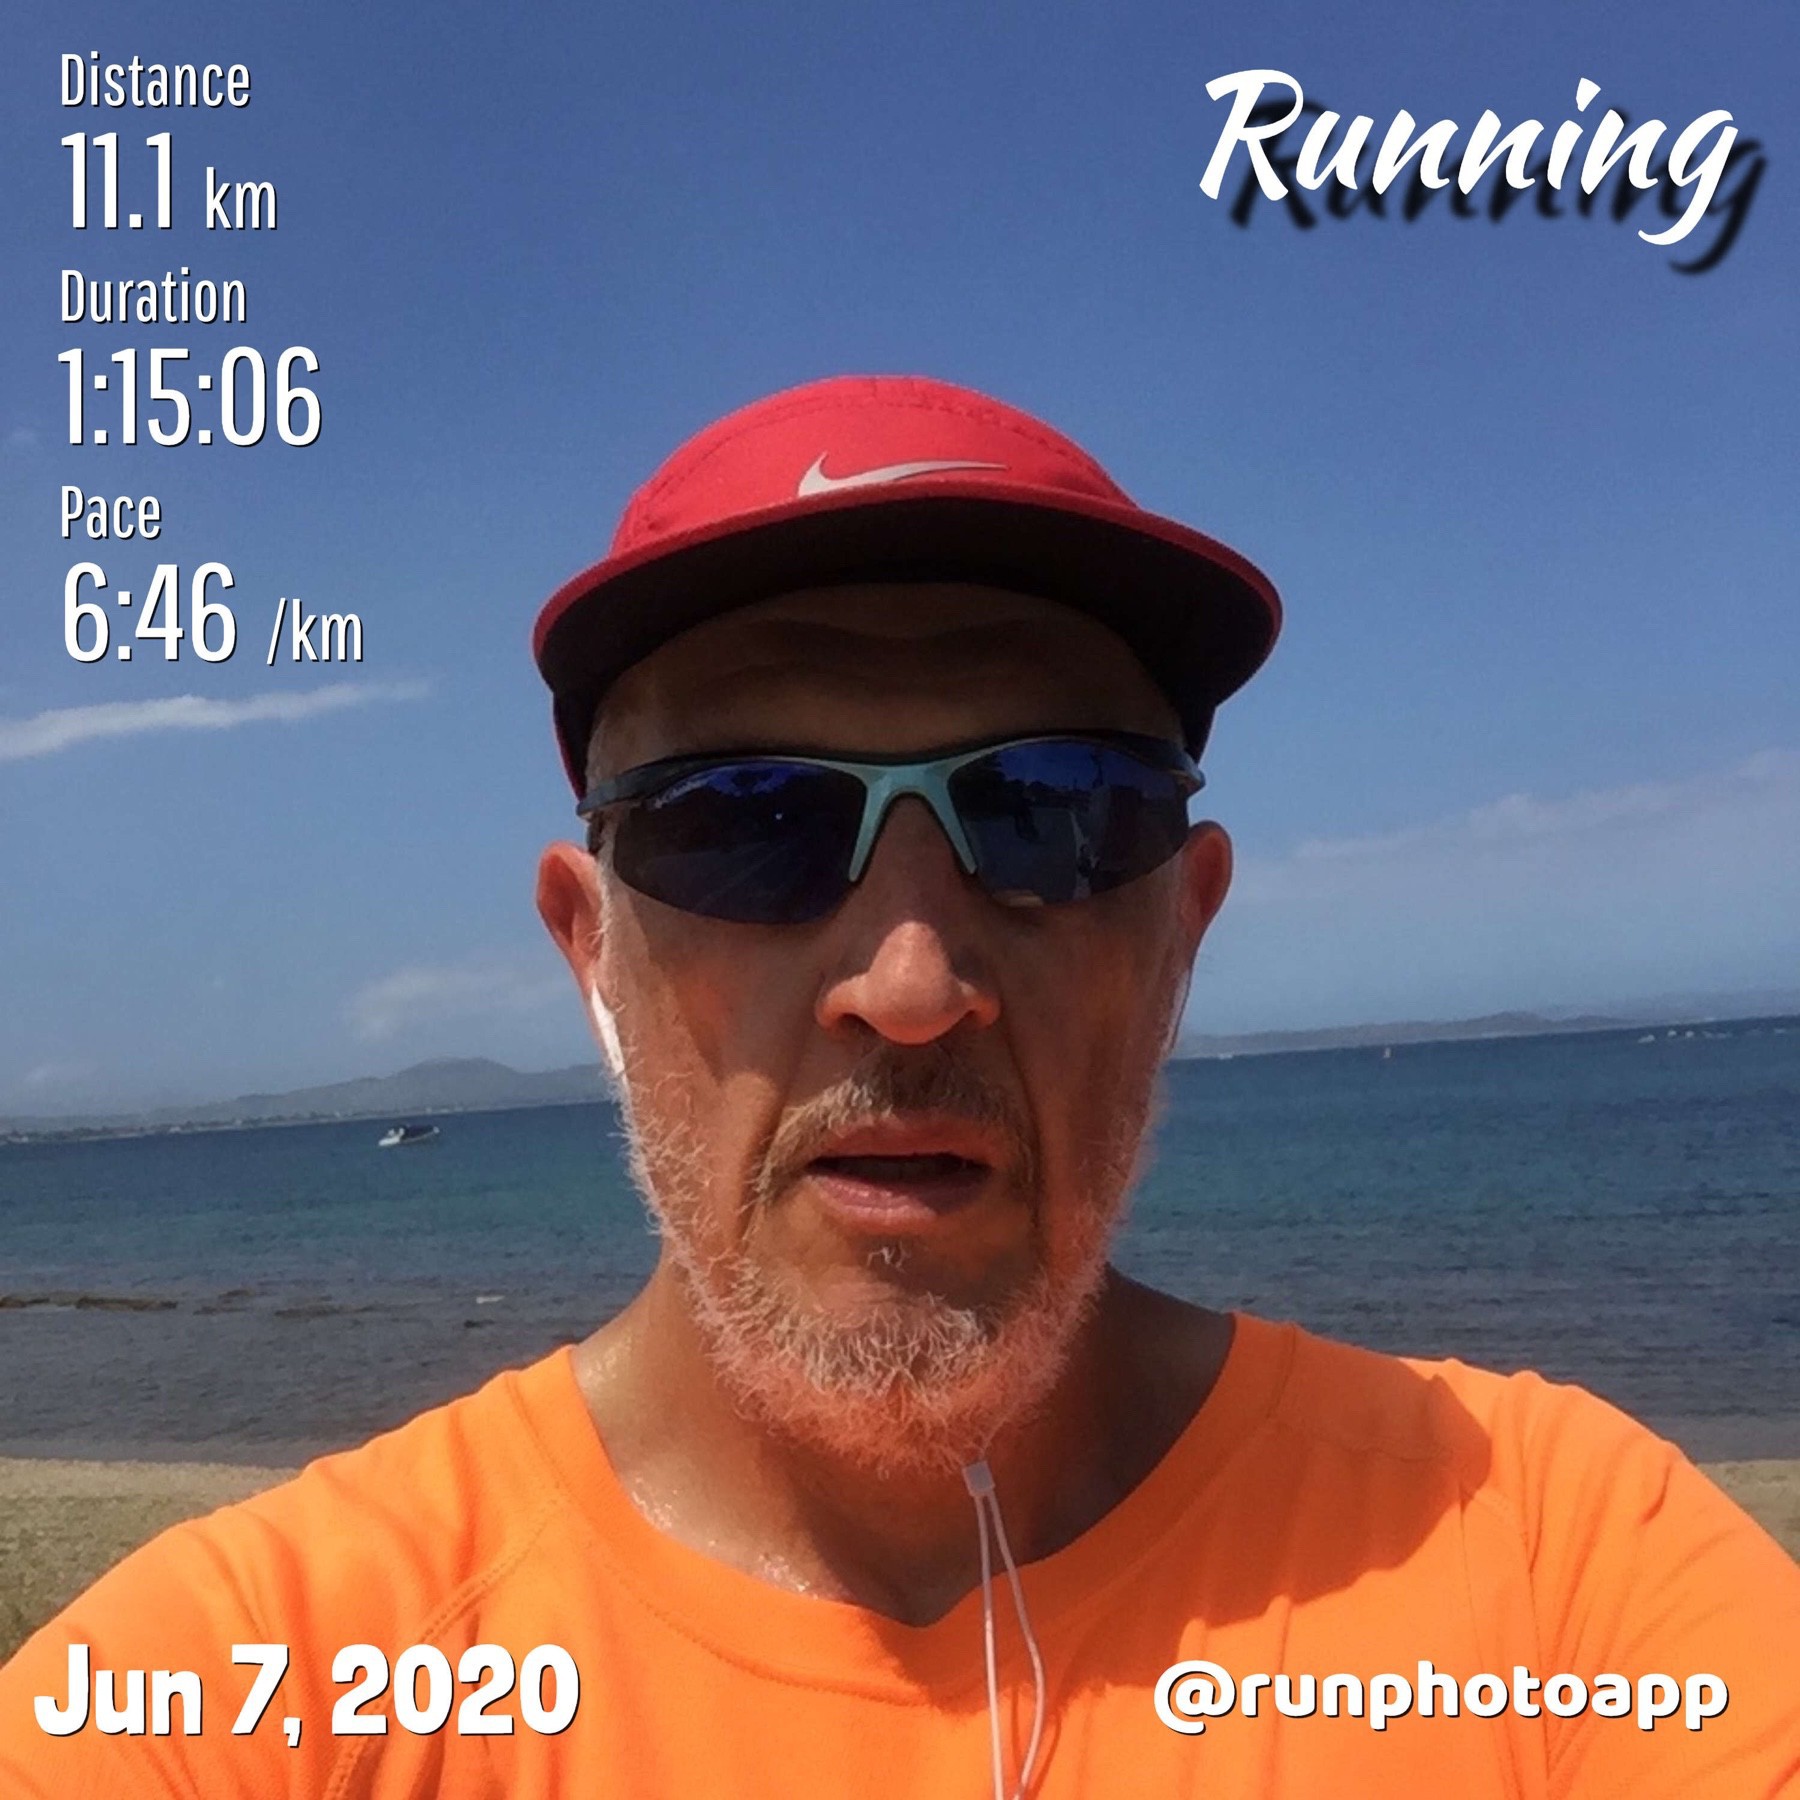 Distance
11.1 km
Duration
1:15:06
Pace
6:46 /km
Running
Jun 7, 2020
@runphotoapp